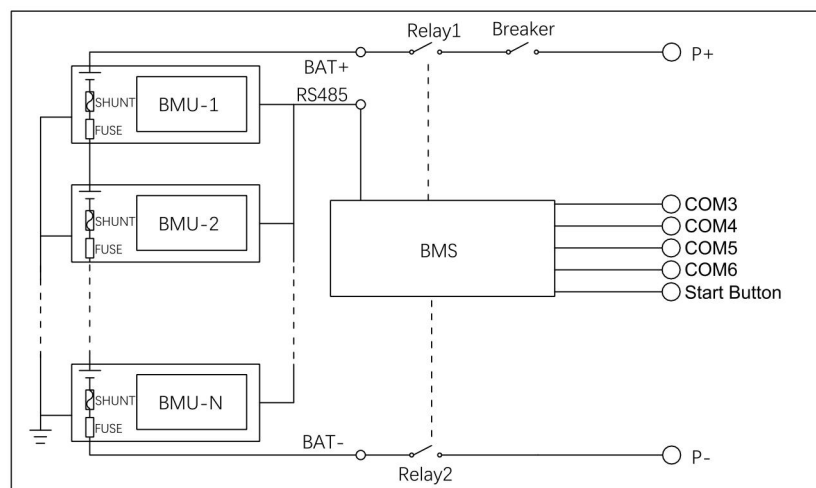 Relay1
Breaker
BAT+
P+
RS485
SHUNT
BMU-1
FUSE
SHUNT
BMU-2
FUSE
BMS
COM3
COM4
COM5
COM6
Start Button
SHUNT
BMU-N
FUSE
BAT-
Relay2
P-